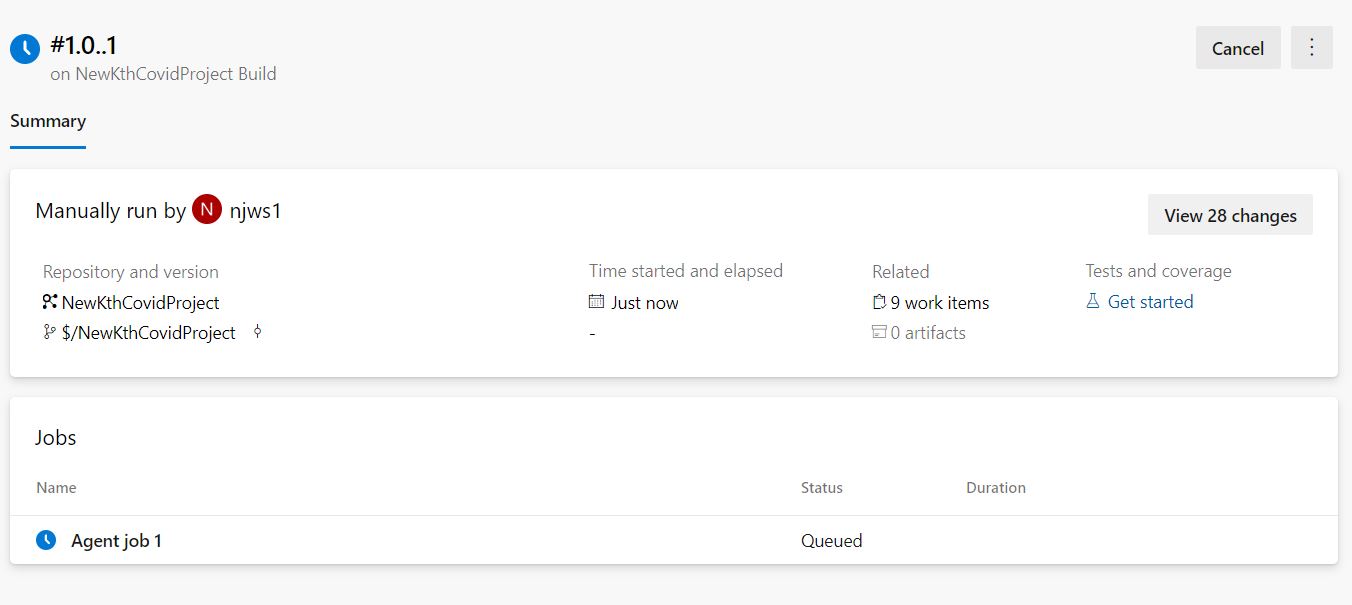 #1.0..1
on NewKthCovidProject Build
Cancel
Summary
Manually run by N njws1
View 28 changes
Repository and version
Time started and elapsed
Related
Tests and coverage
NewKthCovidProject
Just now
9 work items
Get started
$/NewKthCovidProject
-
0 artifacts
Jobs
Name
Status
Duration
Agent job 1
Queued